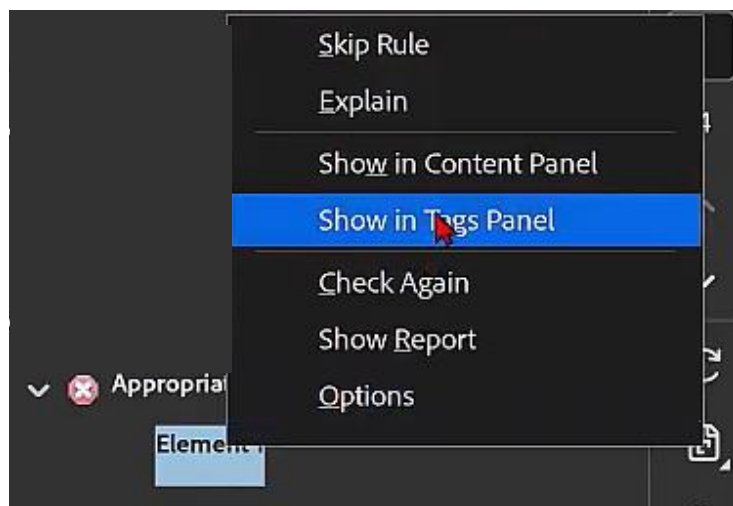 Skip Rule
Explain
Show in Content Panel
Show in Tags Panel
Check Again
Show Report
Options